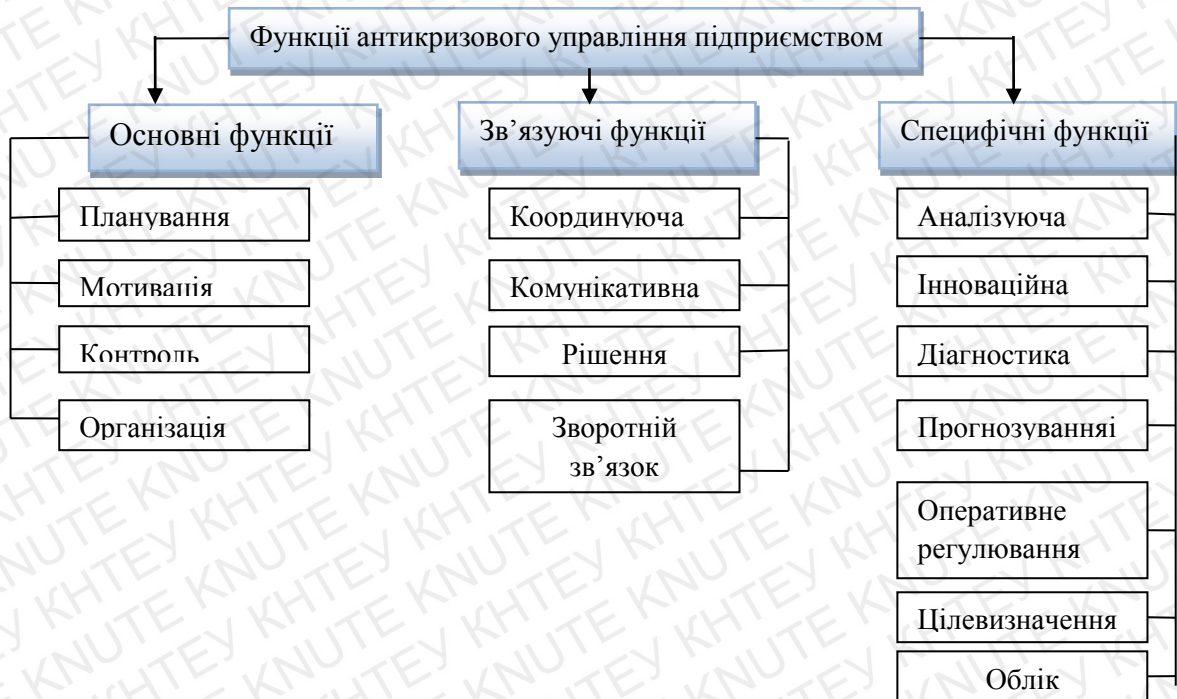 Функції антикризового управління підприємством
Основні функції
Планування
Мотивація
Контроль
Організація
Зв’язуючі функції
Координуюча
Комунікативна
Рішення
Зворотній
зв’язок
Специфічні функції
Аналізуюча
Інноваційна
Діагностика
Прогнозуванняі
Оперативне
регулювання
Цілевизначення
Облік